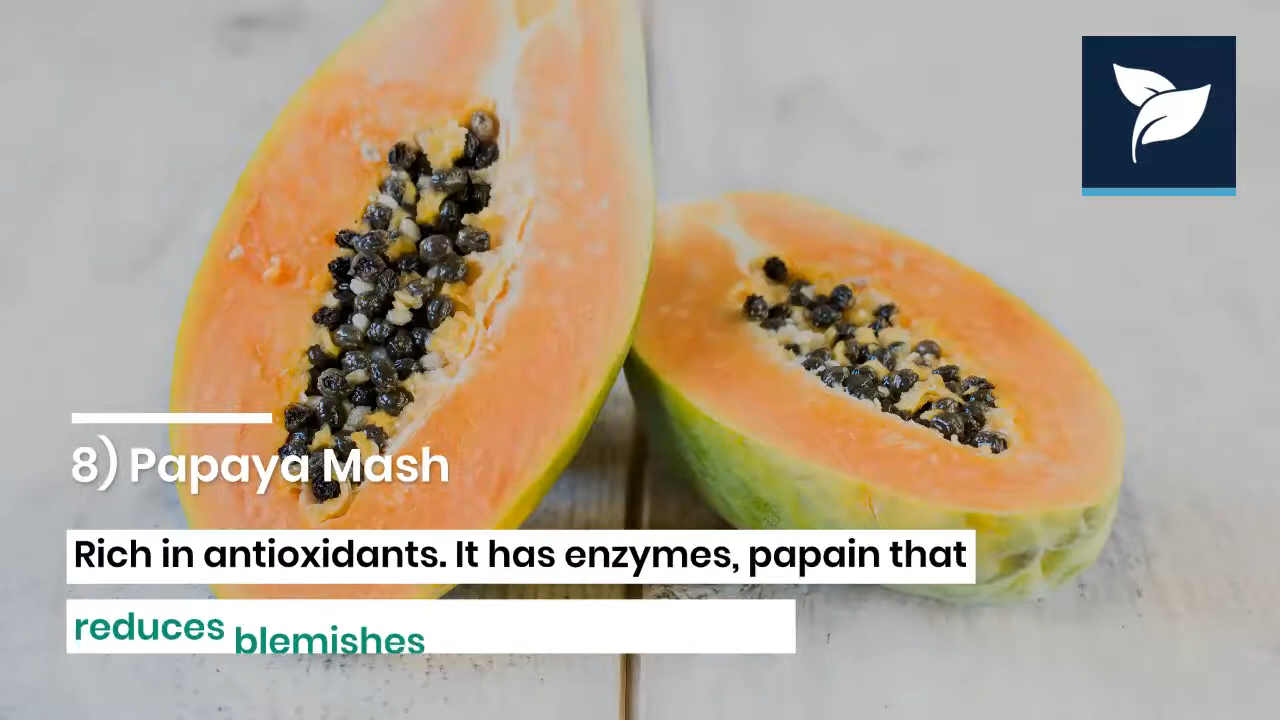 8) Papaya Mash
Rich in antioxidants. It has enzymes, papain that
reduces blemishes